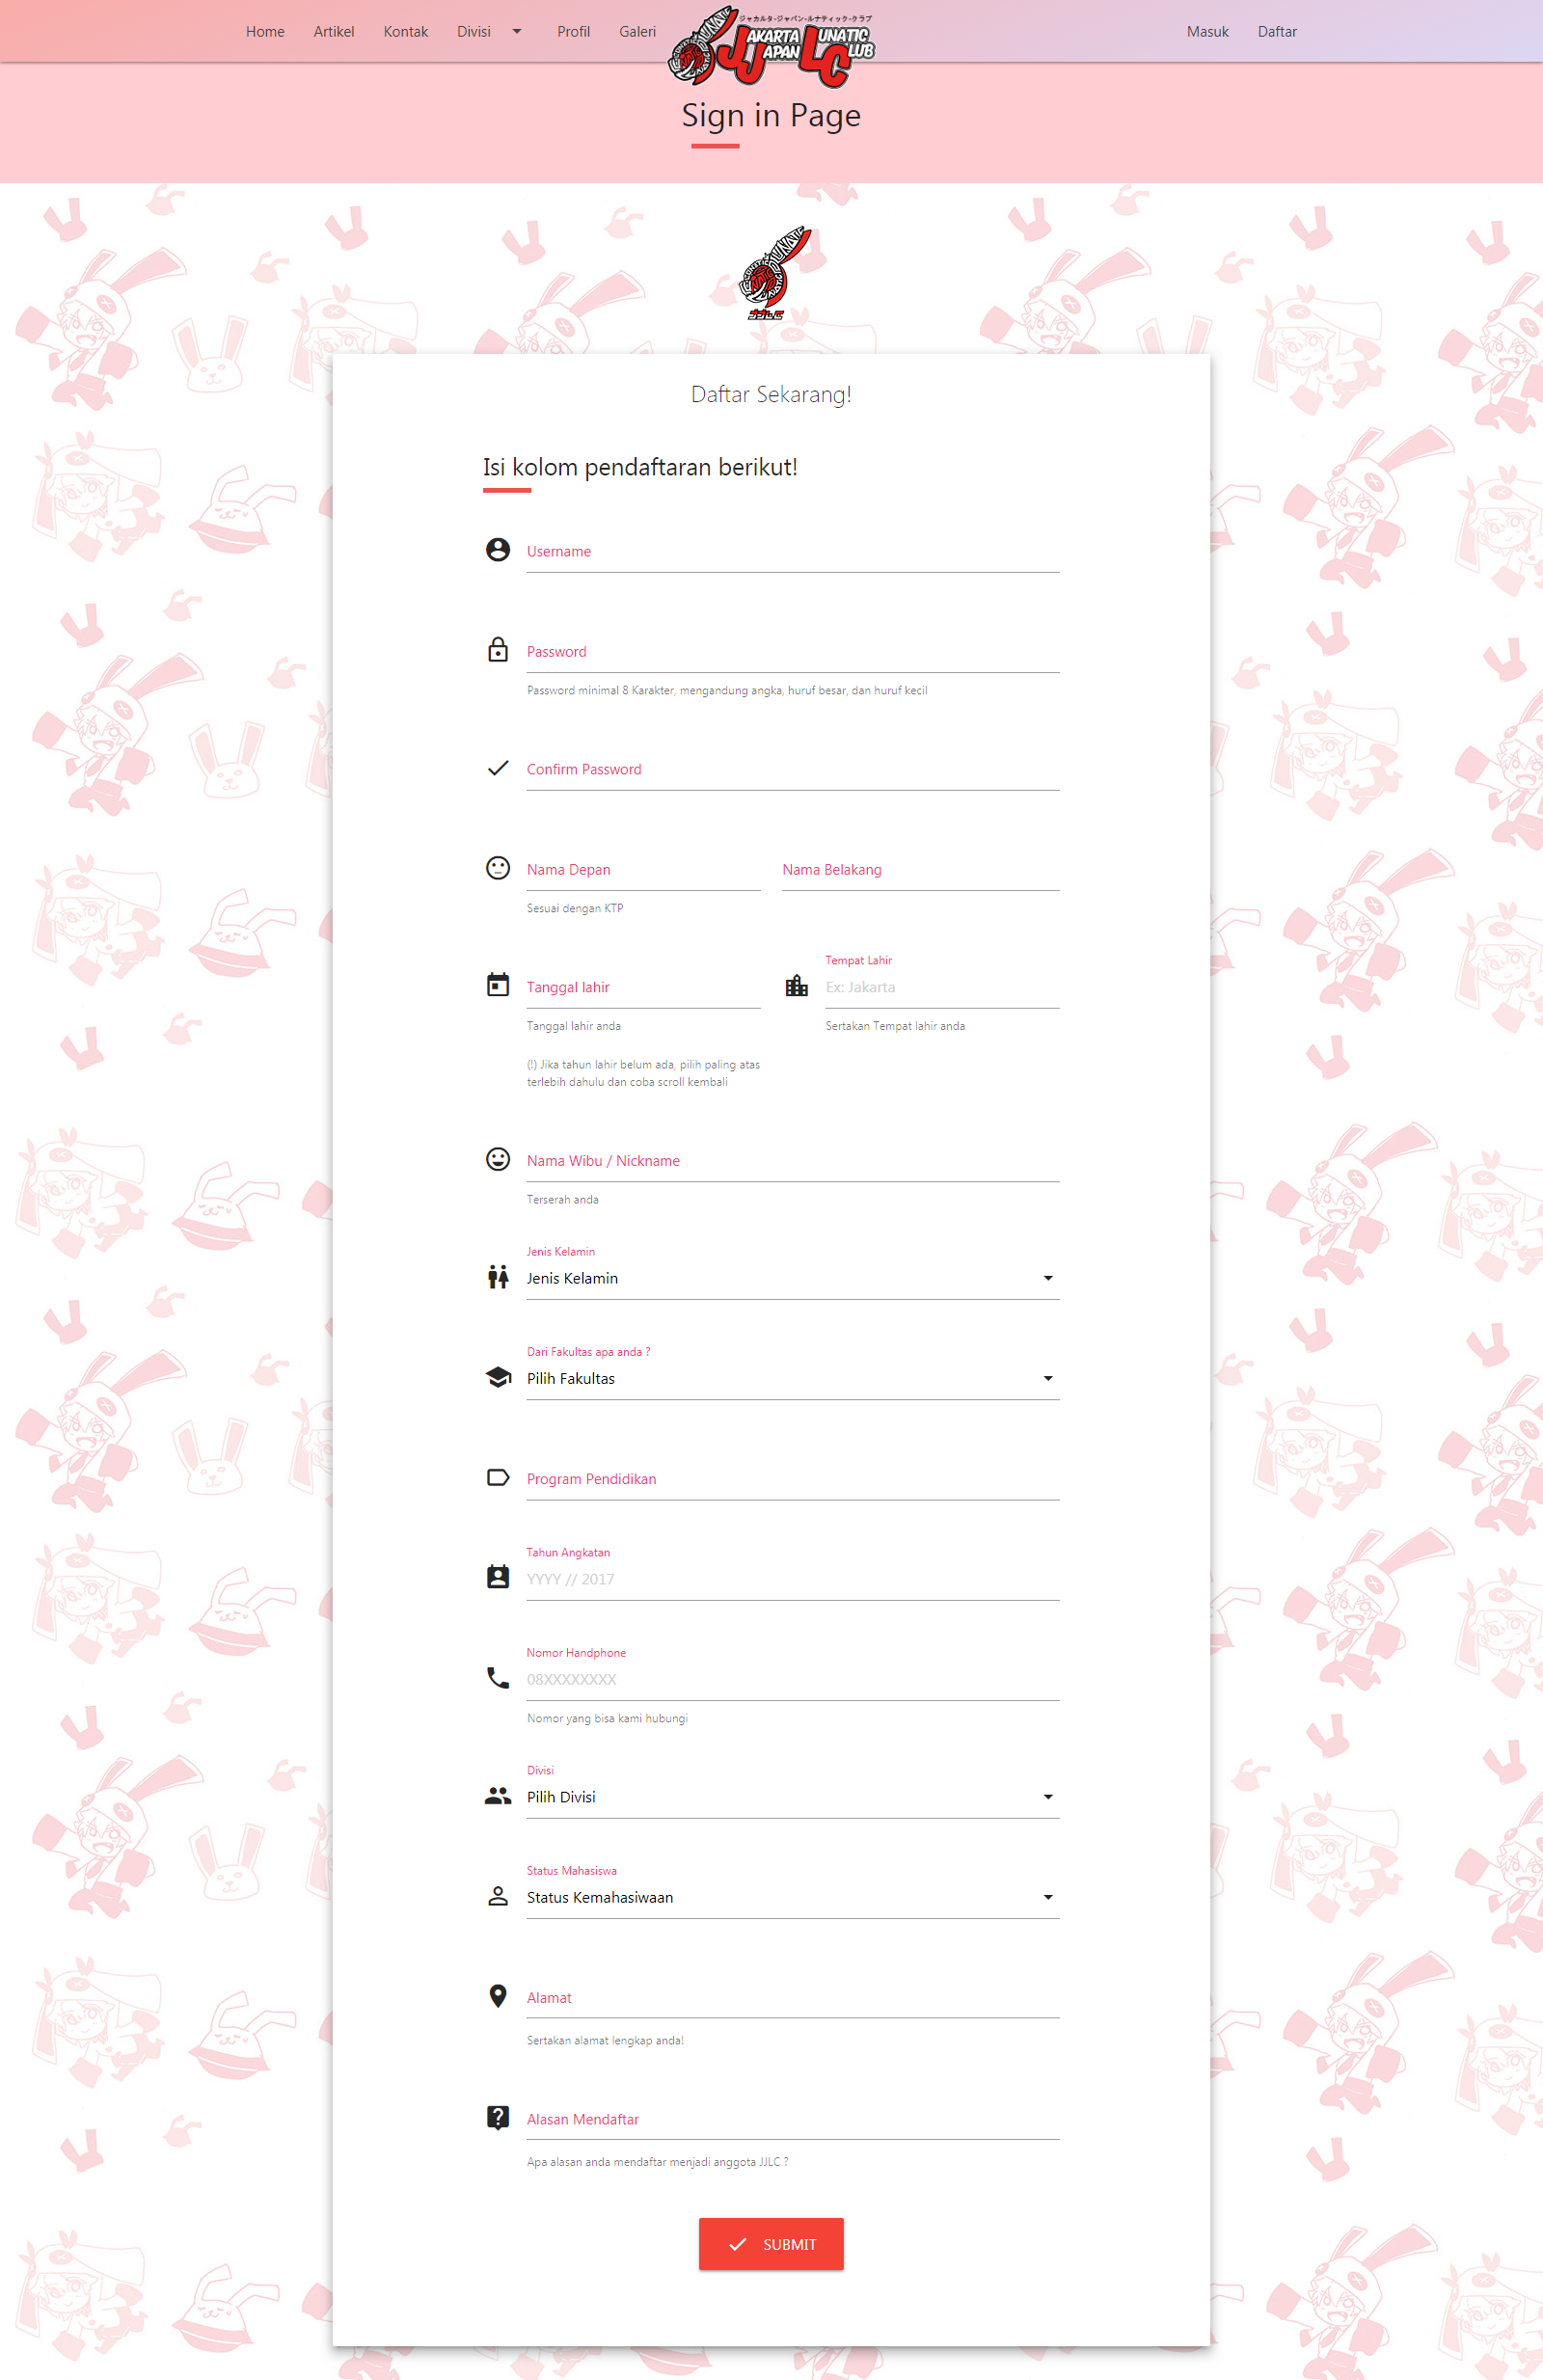 Home Artikel Kontak Divisi Profil Galeri
ジャカルタ-ジャパン-ルナティック-クラブ
JAKARTA LUNATIC
JAPAN CLUB
Masuk Daftar
Sign in Page
JJLC
Daftar Sekarang!
Isi kolom pendaftaran berikut!
Username
Password
Password minimal 8 Karakter, mengandung angka, huruf besar, dan huruf kecil
Confirm Password
Nama Depan Nama Belakang
Sesuai dengan KTP
Tempat Lahir
Tanggal lahir Ex: Jakarta
Tanggal lahir anda Sertakan Tempat lahir anda
(!) Jika tahun lahir belum ada, pilih paling atas
terlebih dahulu dan coba scroll kembali
Nama Wibu / Nickname
Terserah anda
Jenis Kelamin
Jenis Kelamin
Dari Fakultas apa anda ?
Pilih Fakultas
Program Pendidikan
Tahun Angkatan
YYYY // 2017
Nomor Handphone
08XXXXXXXX
Nomor yang bisa kami hubungi
Divisi
Pilih Divisi
Status Mahasiswa
Status Kemahasiwaan
Alamat
Sertakan alamat lengkap anda!
Alasan Mendaftar
Apa alasan anda mendaftar menjadi anggota JJLC ?
SUBMIT